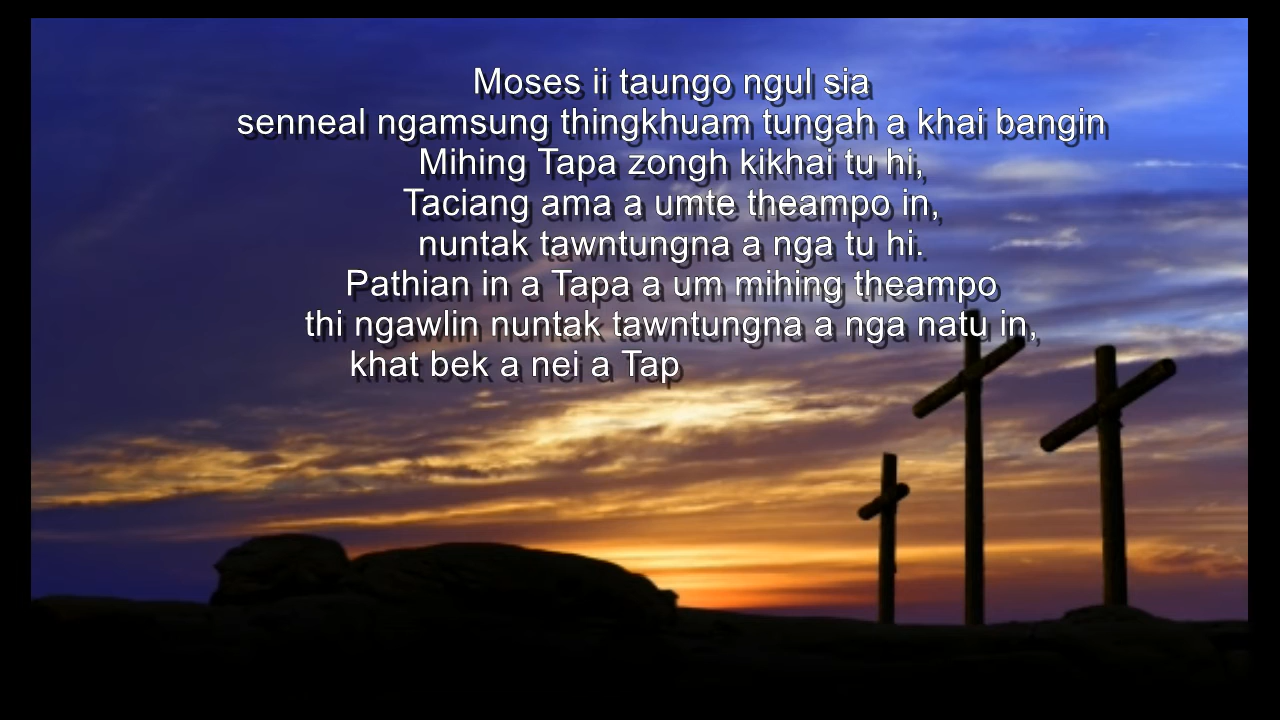 Moses ii taungo ngul sia
senneal ngamsung thingkhuam tungah a khai bangin
Mihing Tapa zongh kikhai tu hi,
Taciang ama a umte theampo in,
nuntak tawntungna a nga tu hi.
Pathian in a Tapa a um mihing theampo
thi ngawlin nuntak tawntungna a nga natu in,
khat bek a nei a Tap